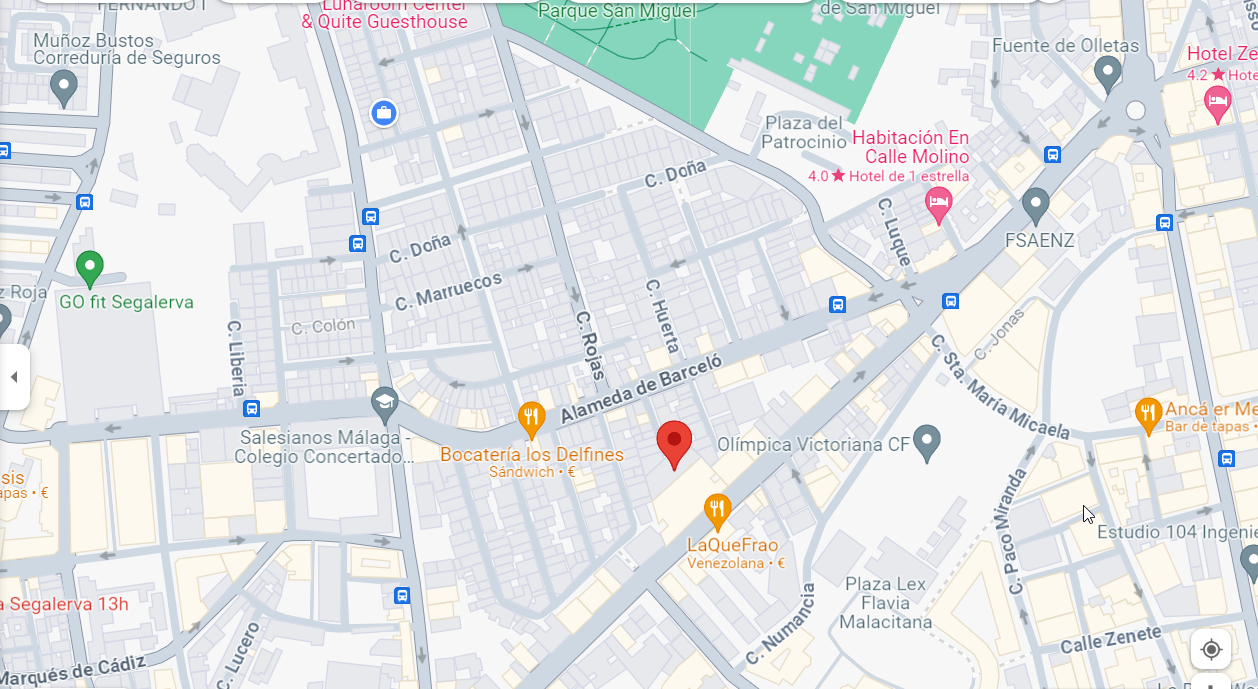 FERNANDO I
Lunaroom Center
& Quite Guesthouse
Parque San Miguel
de San Miguel
Muñoz Bustos
Correduría de Seguros
Fuente de Olletas
Hotel Ze
4.2 ★ Hote
Plaza del
Patrocinio
Habitación En
Calle Molino
4.0 ★ Hotel de 1 estrella
C. Doña
C. Luque
FSAENZ
C. Doña
z Roja
GO fit Segalerva
C. Marruecos
C. Huerta
C. Colón
C. Liberia
C. Rojas
C. Jonas
Alameda de Barceló
C. Sta. María Micaela
Salesianos Málaga -
Colegio Concertado...
Bocatería los Delfines
Sándwich • €
Olímpica Victoriana CF
Ancá er Me
Bar de tapas •
sis
apas • €
C. Paco Miranda
LaQueFrao
Venezolana • €
Estudio 104 Ingenie
Plaza Lex
Flavia
Malacitana
a Segalerva 13h
C. Numancia
C. Lucero
Calle Zenete
Marqués de Cádiz